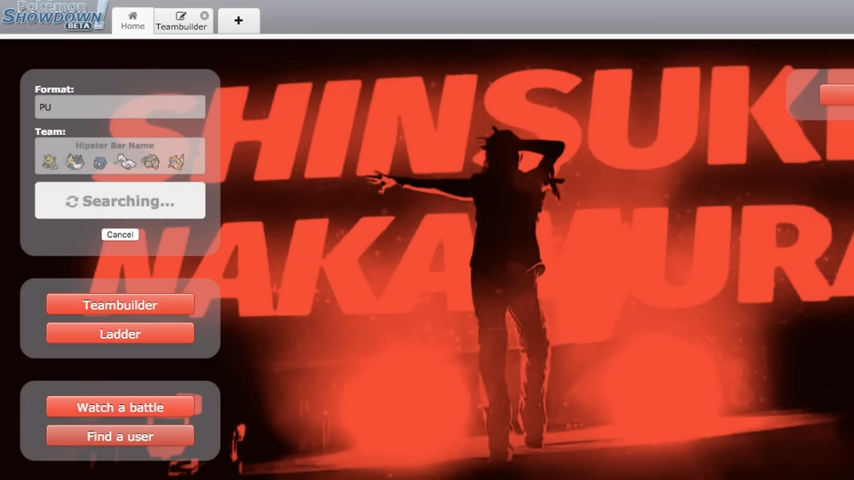 Pokémon
SHOWDOWN!
BETA
Home
Teambuilder
+
Format:
PU
Team:
Hipster Bar Name
Searching...
Cancel
Teambuilder
Ladder
Watch a battle
Find a user
SHINSUKE
NAKAMURA